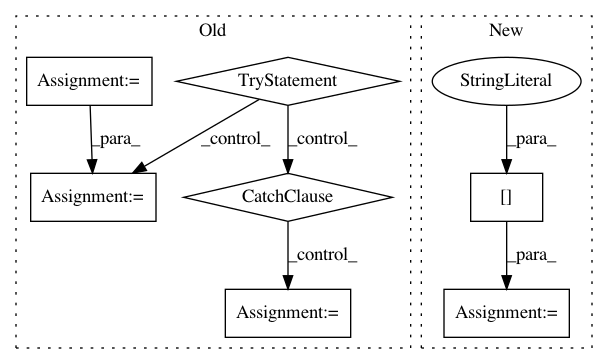 Old
New
Assignment:=
TryStatement
StringLiteral
_para_
_control_
_control_
_para_
Assignment:=
CatchClause
[]
_control_
_para_
Assignment:=
Assignment:=